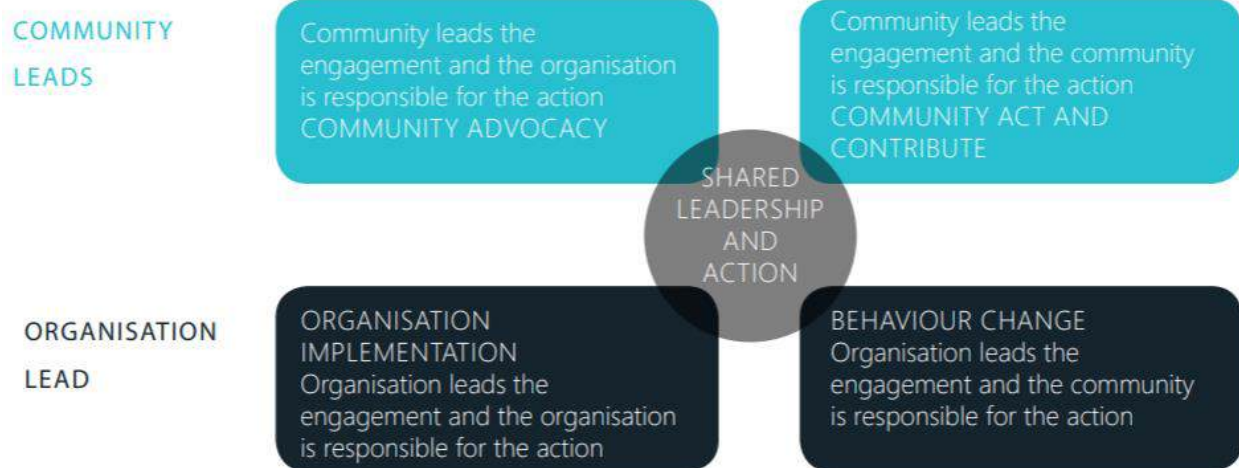 COMMUNITY
LEADS
Community leads the
engagement and the organisation
is responsible for the action
COMMUNITY ADVOCACY
Community leads the
engagement and the community
is responsible for the action
COMMUNITY ACT AND
CONTRIBUTE
SHARED
LEADERSHIP
AND
ACTION
ORGANISATION
LEAD
ORGANISATION
IMPLEMENTATION
Organisation leads the
engagement and the organisation
is responsible for the action
BEHAVIOUR CHANGE
Organisation leads the
engagement and the community
is responsible for the action